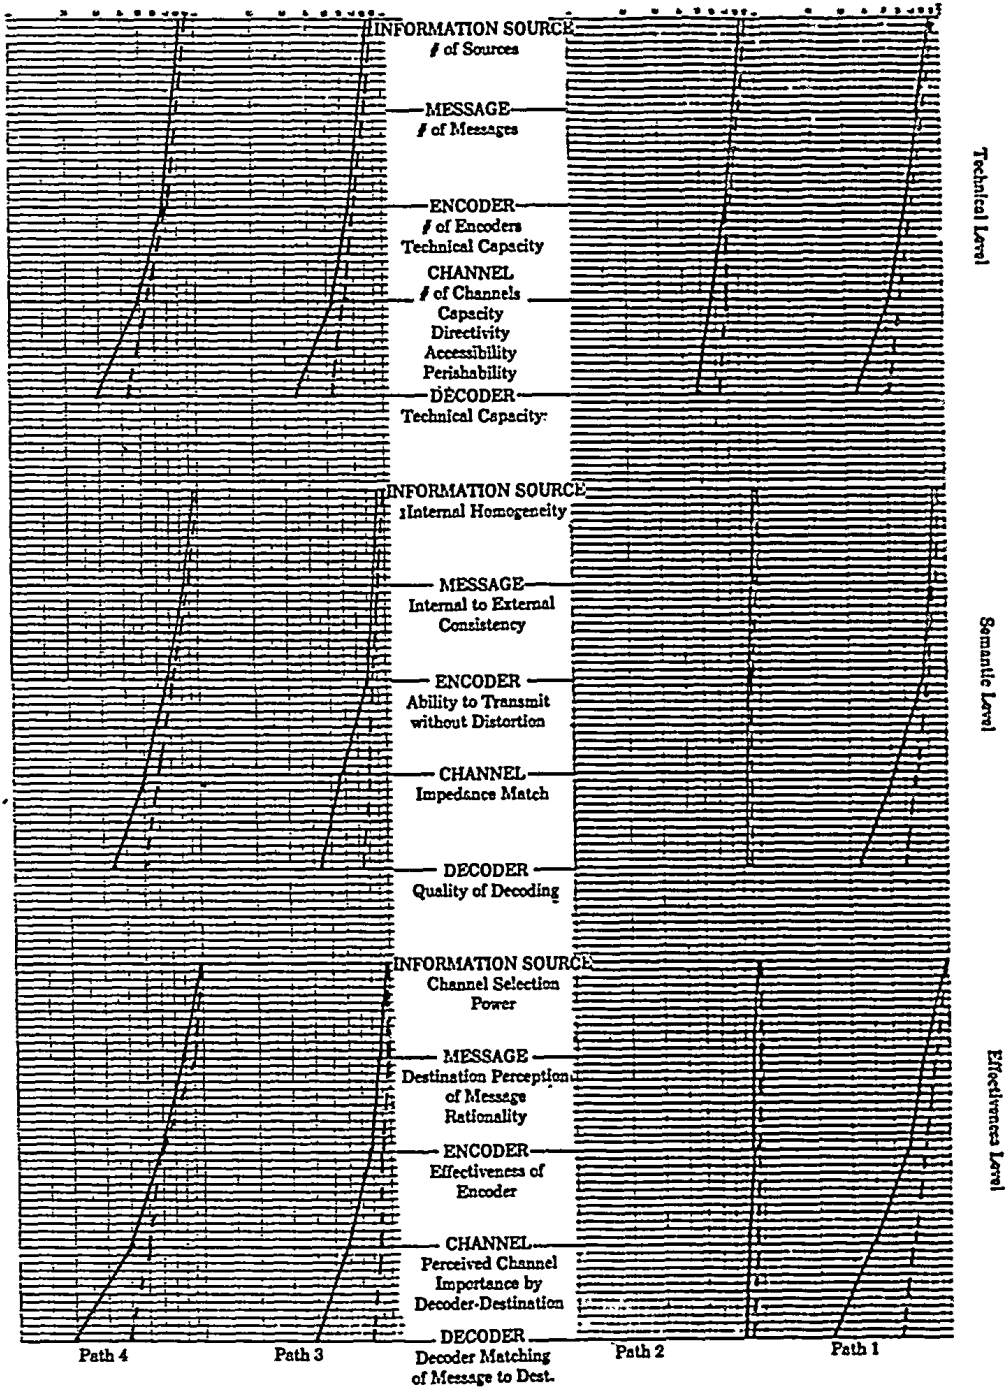 INFORMATION SOURCE
# of Sources
MESSAGE
# of Messages
ENCODER
# of Encoders
Technical Capacity
CHANNEL
# of Channels
Capacity
Directivity
Accessibility
Perishability
DECODER
Technical Capacity
Technical Level
INFORMATION SOURCE
Internal Homogeneity
MESSAGE
Internal to External
Consistency
ENCODER
Ability to Transmit
without Distortion
CHANNEL
Impedance Match
DECODER
Quality of Decoding
Semantic Level
INFORMATION SOURCE
Channel Selection
Power
MESSAGE
Destination Perception
of Message
Rationality
ENCODER
Effectiveness of
Encoder
CHANNEL
Perceived Channel
Importance by
Decoder-Destination
DECODER
Decoder Matching
of Message to Dest.
Effectiveness Level
Path 4
Path 3
Path 2
Path 1